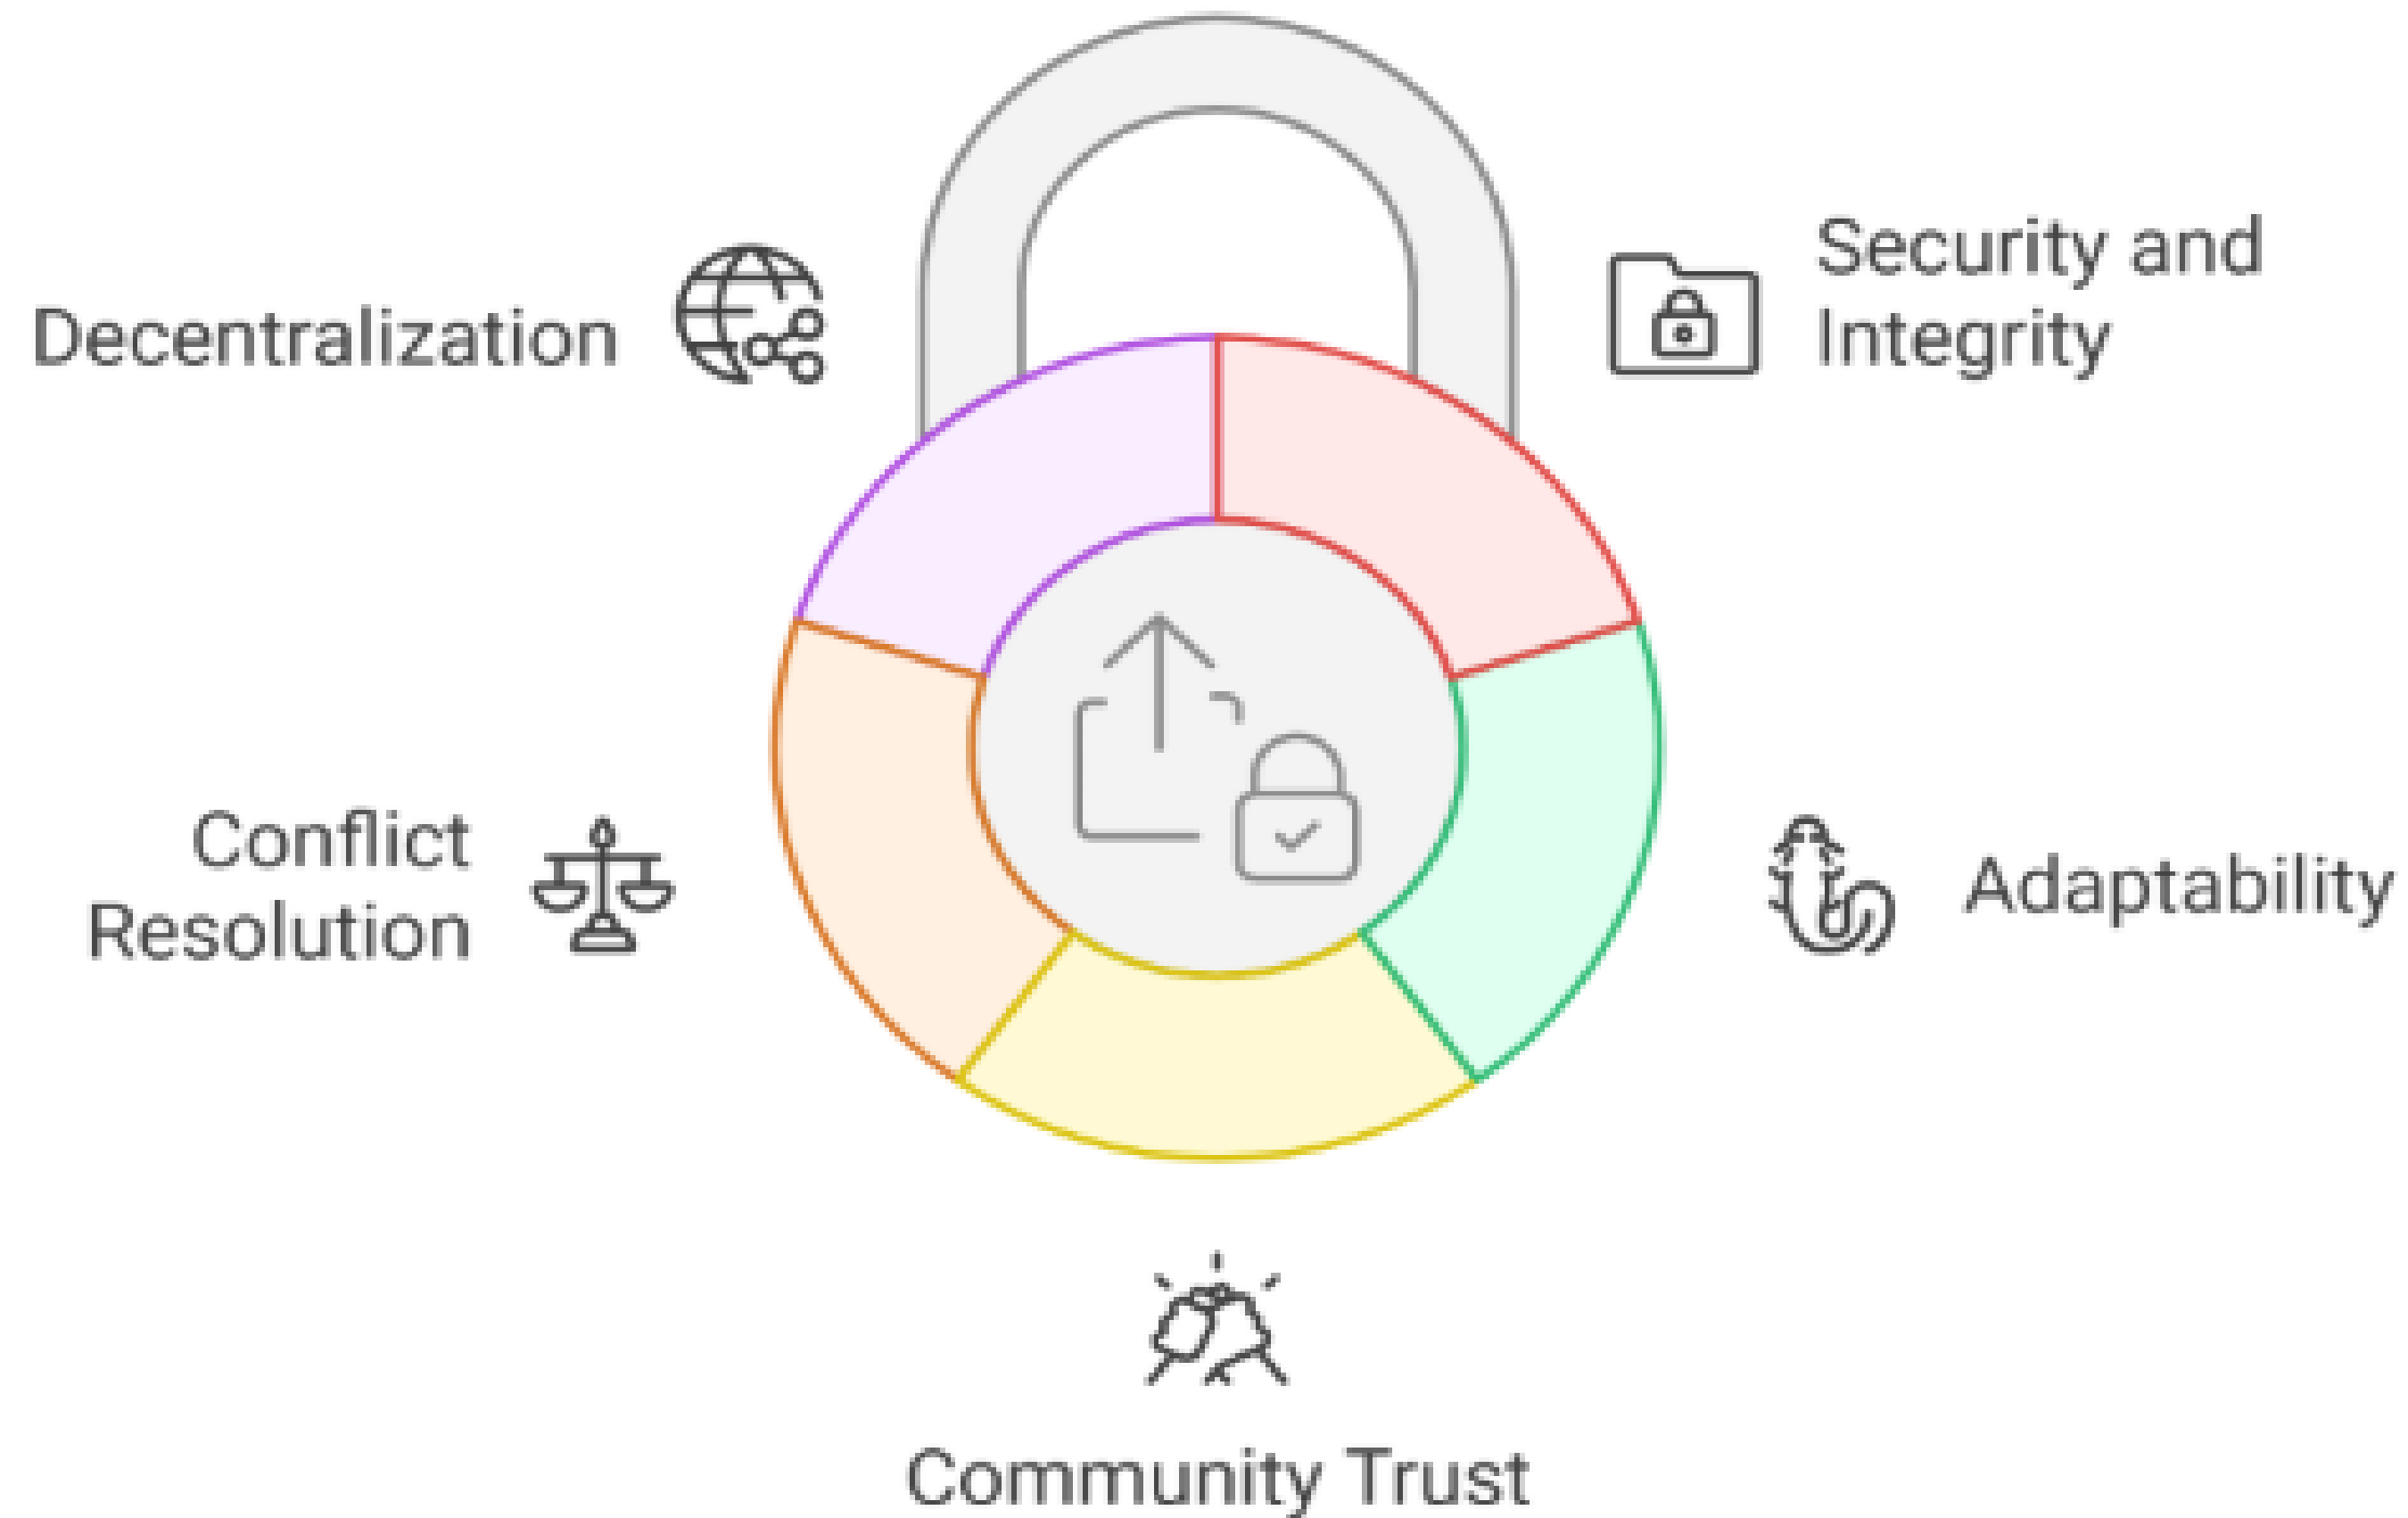 Decentralization
Security and
Integrity
Conflict
Resolution
Adaptability
Community Trust